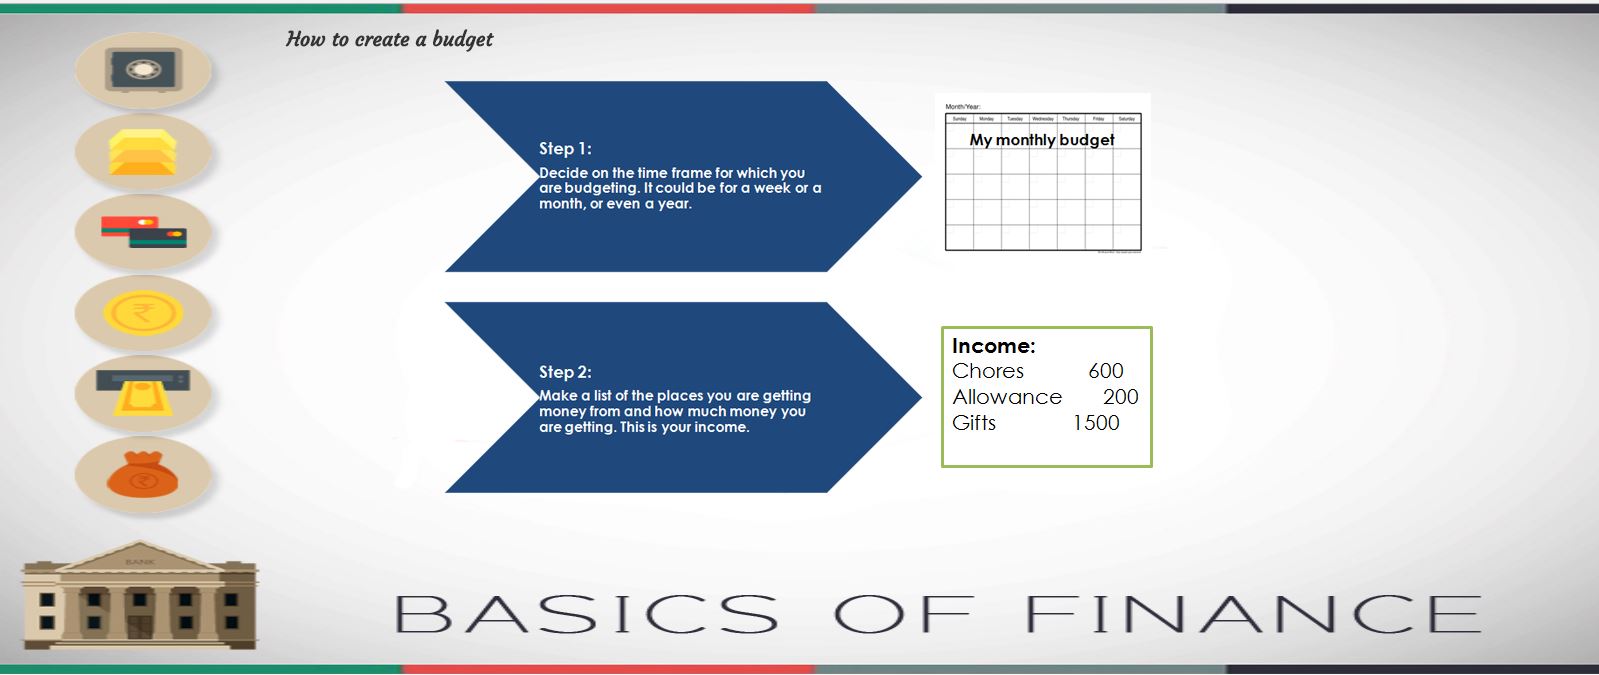 How to create a budget
Step 1:
Decide on the time frame for which you
are budgeting. It could be for a week or a
month, or even a year.
Month/Year:
Sunday Monday Tuesday Wednesday Thursday Friday Saturday
My monthly budget
Step 2:
Make a list of the places you are getting
money from and how much money you
are getting. This is your income.
Income:
Chores 600
Allowance 200
Gifts 1500
₹
₹
BANK
BASICS OF FINANCE